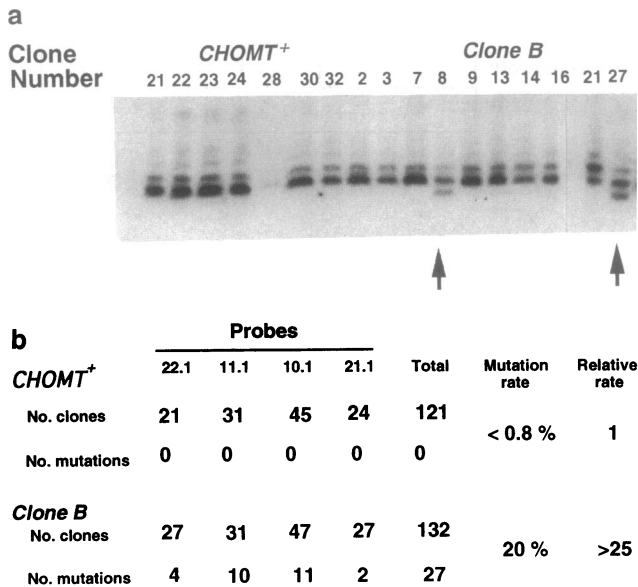 a
Clone Number CHOMT+ Clone B
21 22 23 24 28 30 32 2 3 7 8 9 13 14 16 21 27
b Probes
CHOMT+ 22.1 11.1 10.1 21.1 Total Mutation rate Relative rate
No. clones 21 31 45 24 121
< 0.8 % 1
No. mutations 0 0 0 0 0
Clone B
No. clones 27 31 47 27 132
20 % >25
No. mutations 4 10 11 2 27